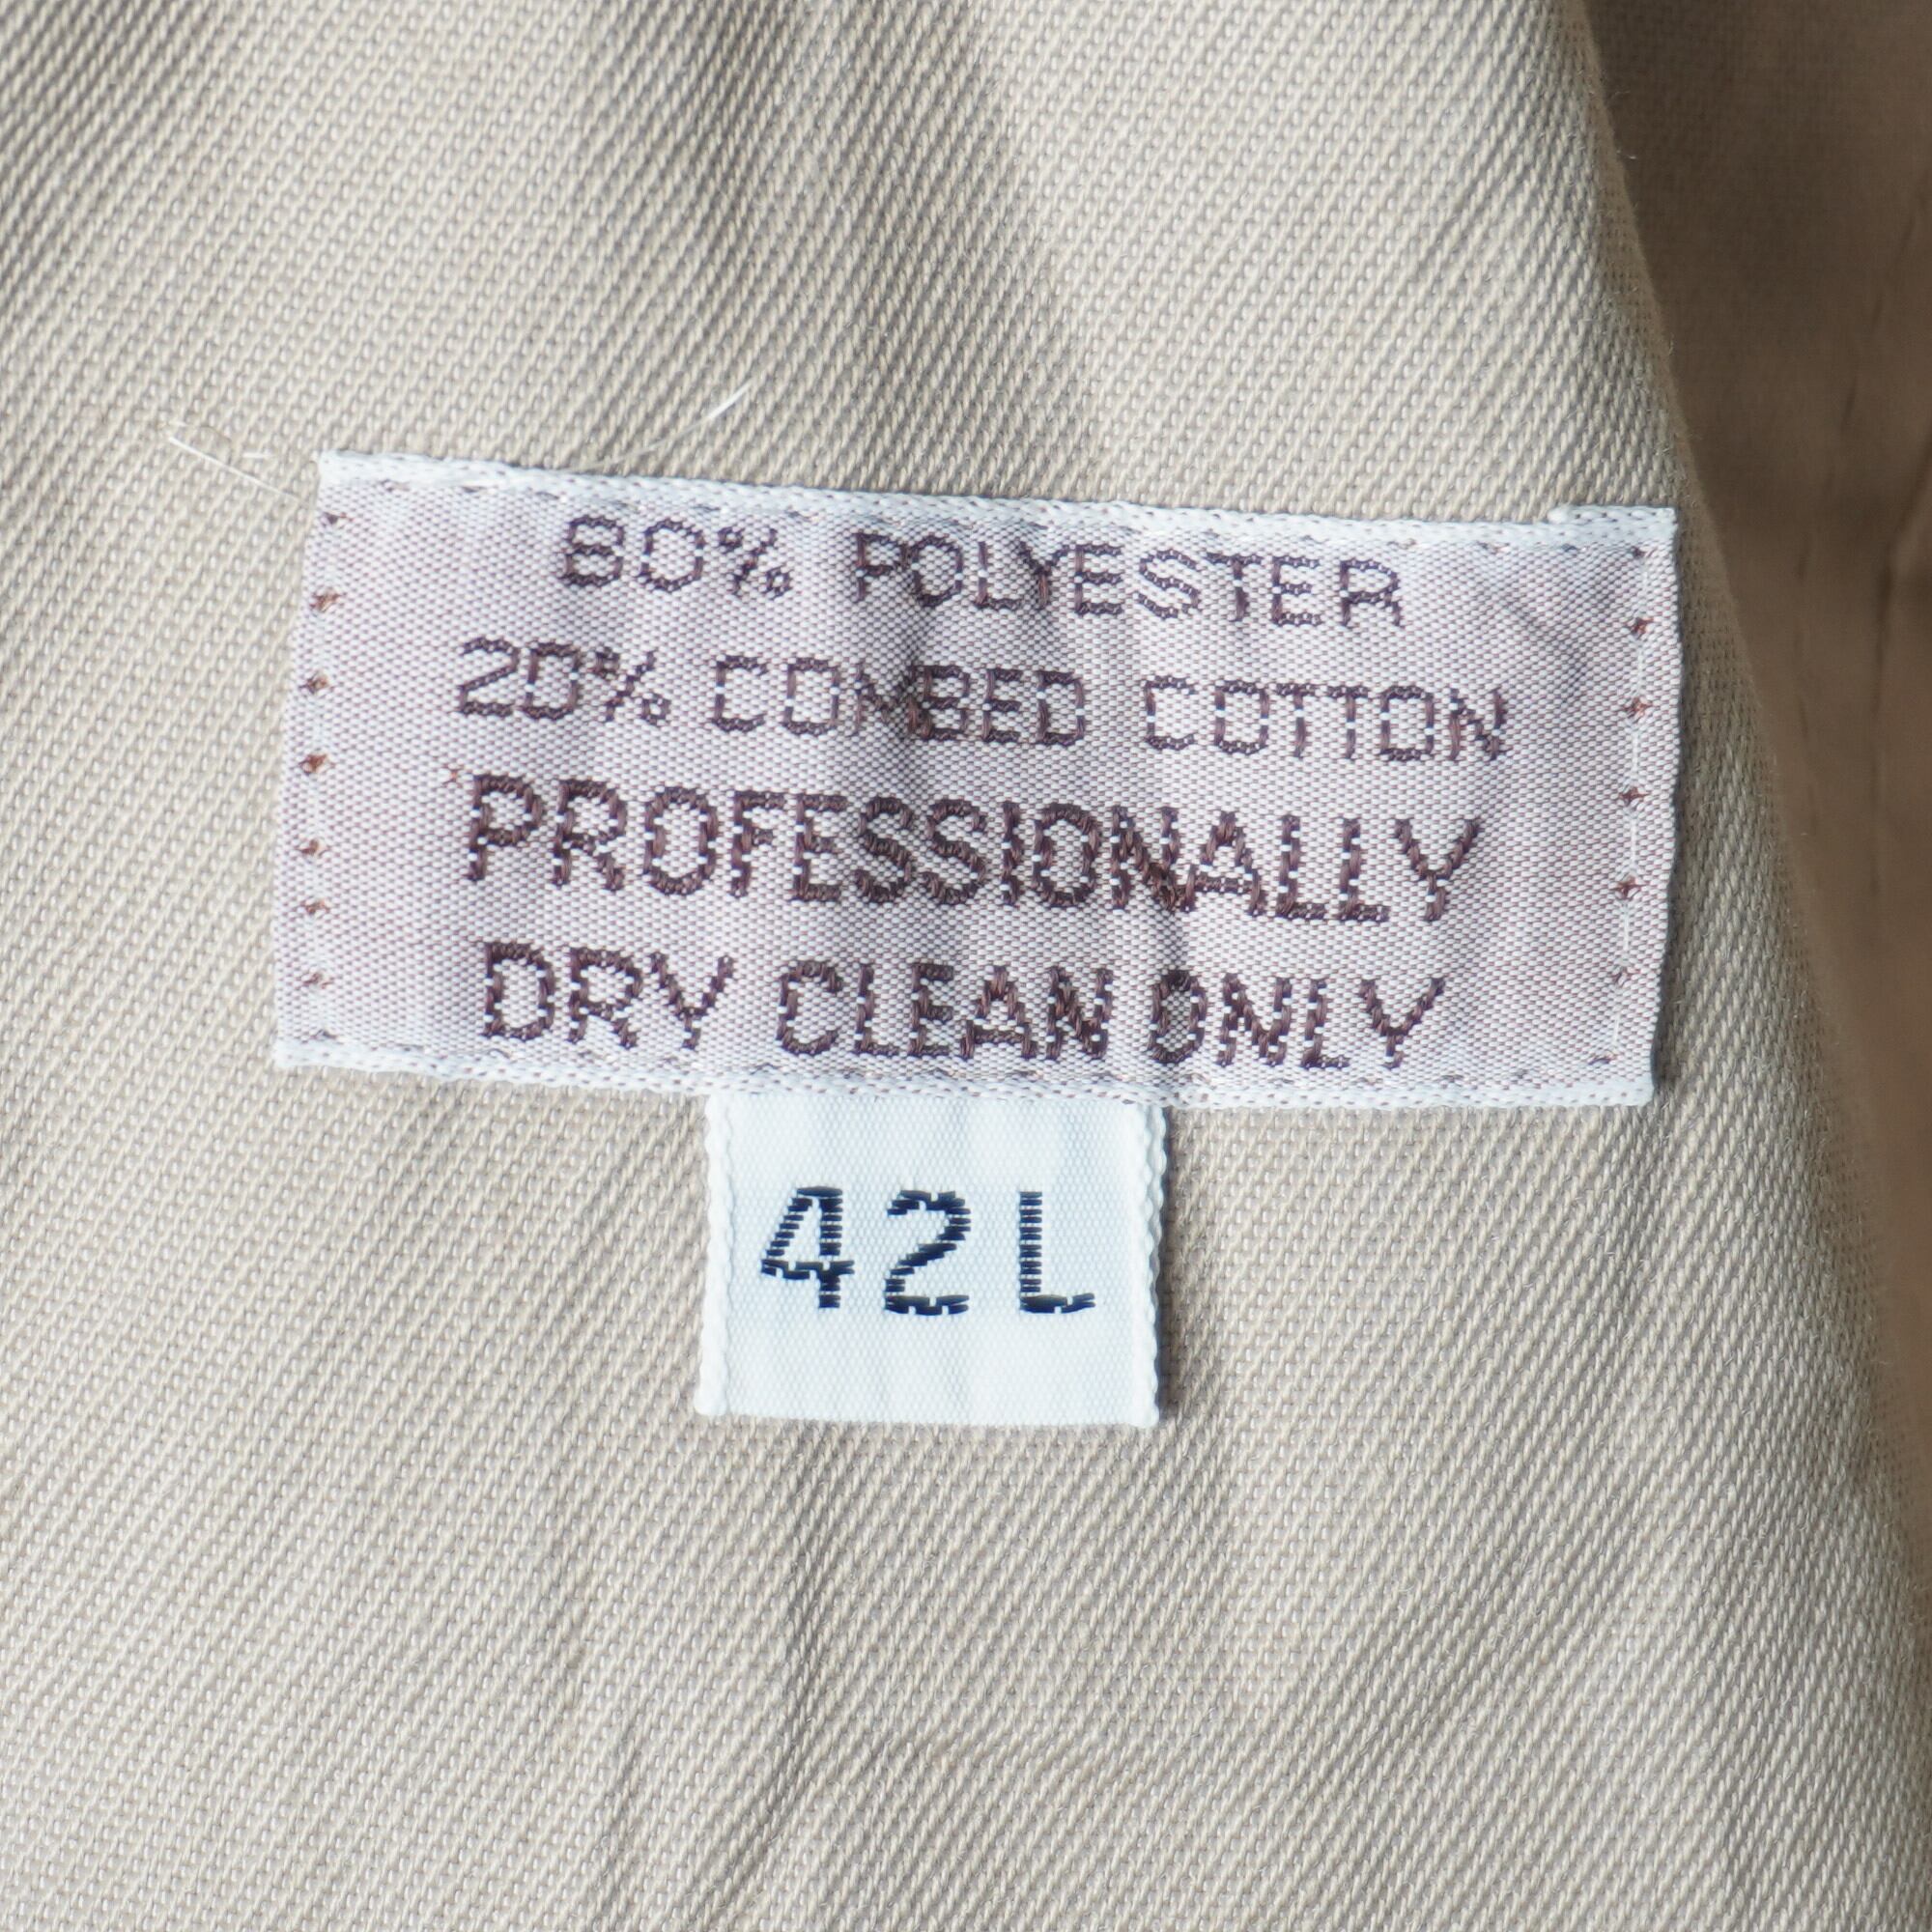 80% POLYESTER
20% COMBED COTTON
PROFESSIONALLY
DRY CLEAN ONLY
42L